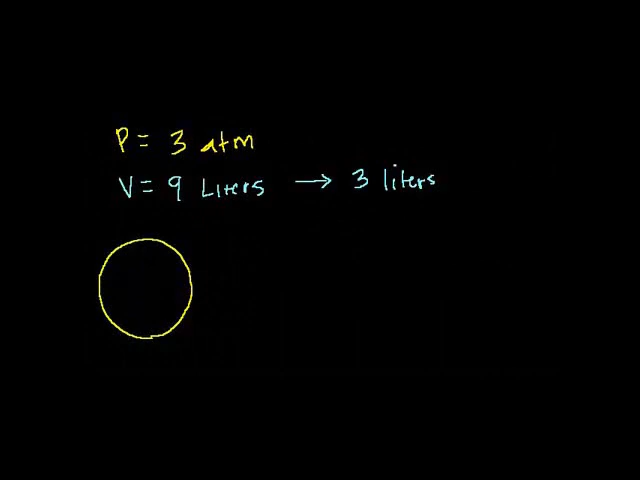 P = 3 atm
V = 9 Liters → 3 liters